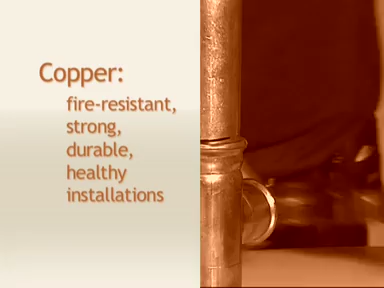 Copper:
fire-resistant,
strong,
durable,
healthy
installations